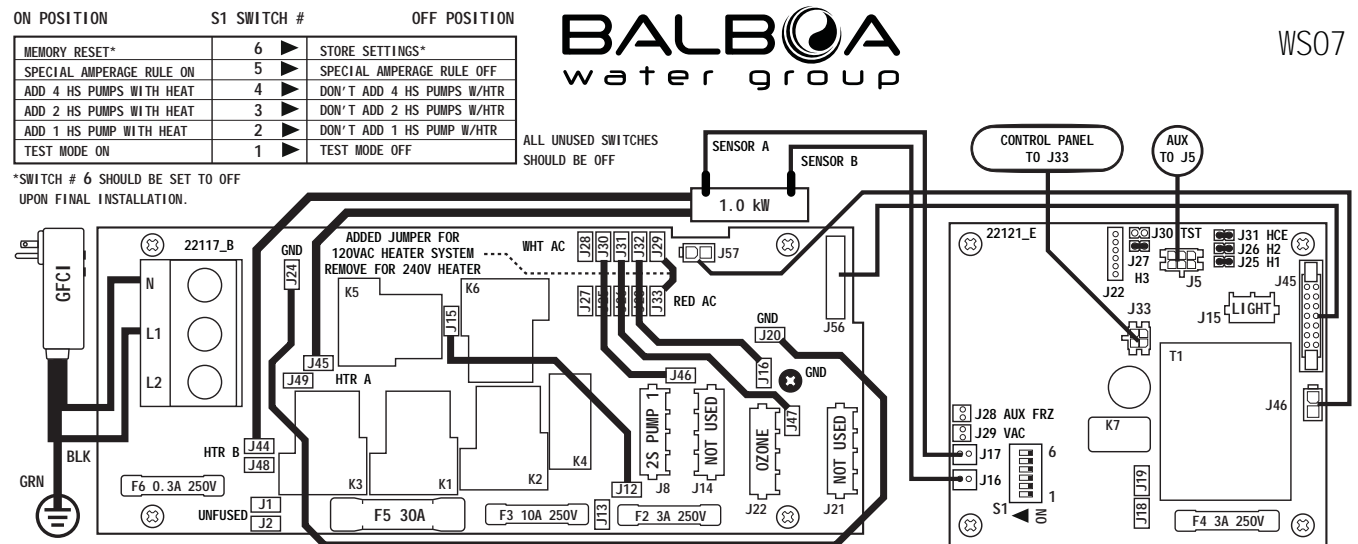 ON POSITION S1 SWITCH # OFF POSITION
MEMORY RESET* 6 ► STORE SETTINGS*
SPECIAL AMPERAGE RULE ON 5 ► SPECIAL AMPERAGE RULE OFF
ADD 4 HS PUMPS WITH HEAT 4 ► DON'T ADD 4 HS PUMPS W/HTR
ADD 2 HS PUMPS WITH HEAT 3 ► DON'T ADD 2 HS PUMPS W/HTR
ADD 1 HS PUMP WITH HEAT 2 ► DON'T ADD 1 HS PUMP W/HTR
TEST MODE ON 1 ► TEST MODE OFF
*SWITCH # 6 SHOULD BE SET TO OFF
UPON FINAL INSTALLATION.
ALL UNUSED SWITCHES
SHOULD BE OFF
BALBOA
water group
WS07
SENSOR A
SENSOR B
1.0 kW
CONTROL PANEL
TO J33
AUX
TO J5
GFCI
N
L1
L2
BLK
GRN
22117_B
GND
J24
ADDED JUMPER FOR
120VAC HEATER SYSTEM
REMOVE FOR 240V HEATER
WHT AC
J28
J30
J31
J32
J29
J57
K5
K6
J15
J27
J33
RED AC
J56
GND
J20
J45
J49
HTR A
J46
J16
GND
J47
HTR B
J44
J48
K3
K1
K2
K4
2S PUMP 1
J8
NOT USED
J14
OZONE
J22
NOT USED
J21
F6 0.3A 250V
UNFUSED
J1
J2
F5 30A
F3 10A 250V
J12
J13
F2 3A 250V
22121_E
J30 TST
J27
H3
J22
J5
J31 HCE
J26 H2
J25 H1
J45
J33
J15
LIGHT
T1
J46
K7
J28 AUX FRZ
J29 VAC
J17
J16
6
1
S1
ON
J19
J18
F4 3A 250V